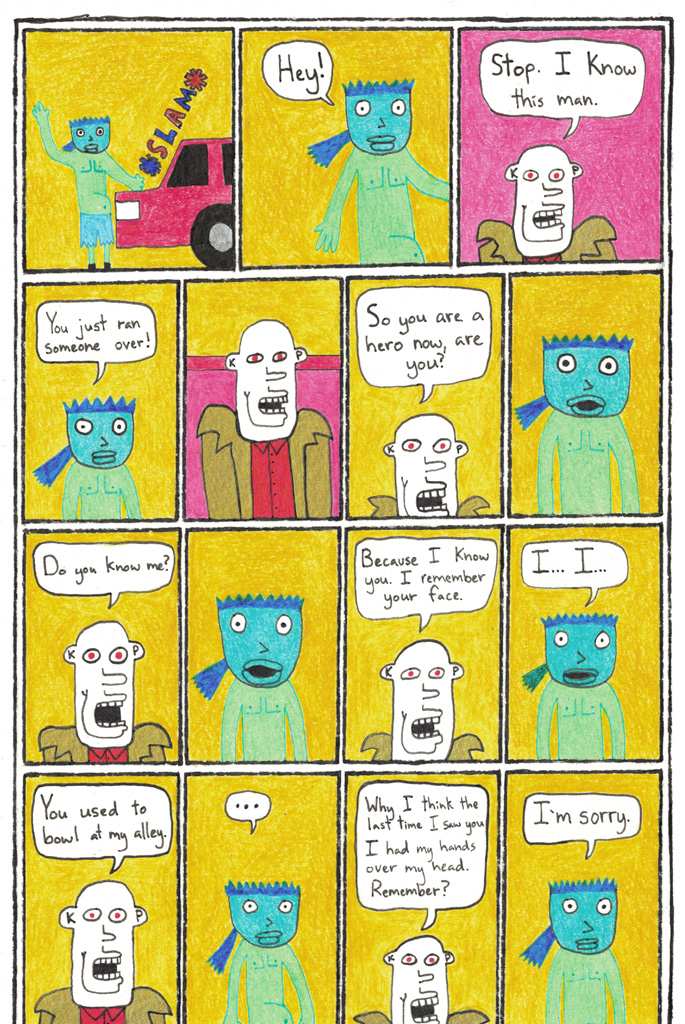 SLAM
Hey!
Stop. I Know
this man.
K P
You just ran
someone over!
K P
So you are a
hero now, are
you?
K P
Do you know me?
K P
Because I Know
you. I remember
your face.
K P
I... I...
You used to
bowl at my alley.
K P
...
Why, I think the
last time I saw you
I had my hands
over my head.
Remember?
K P
I'm sorry.